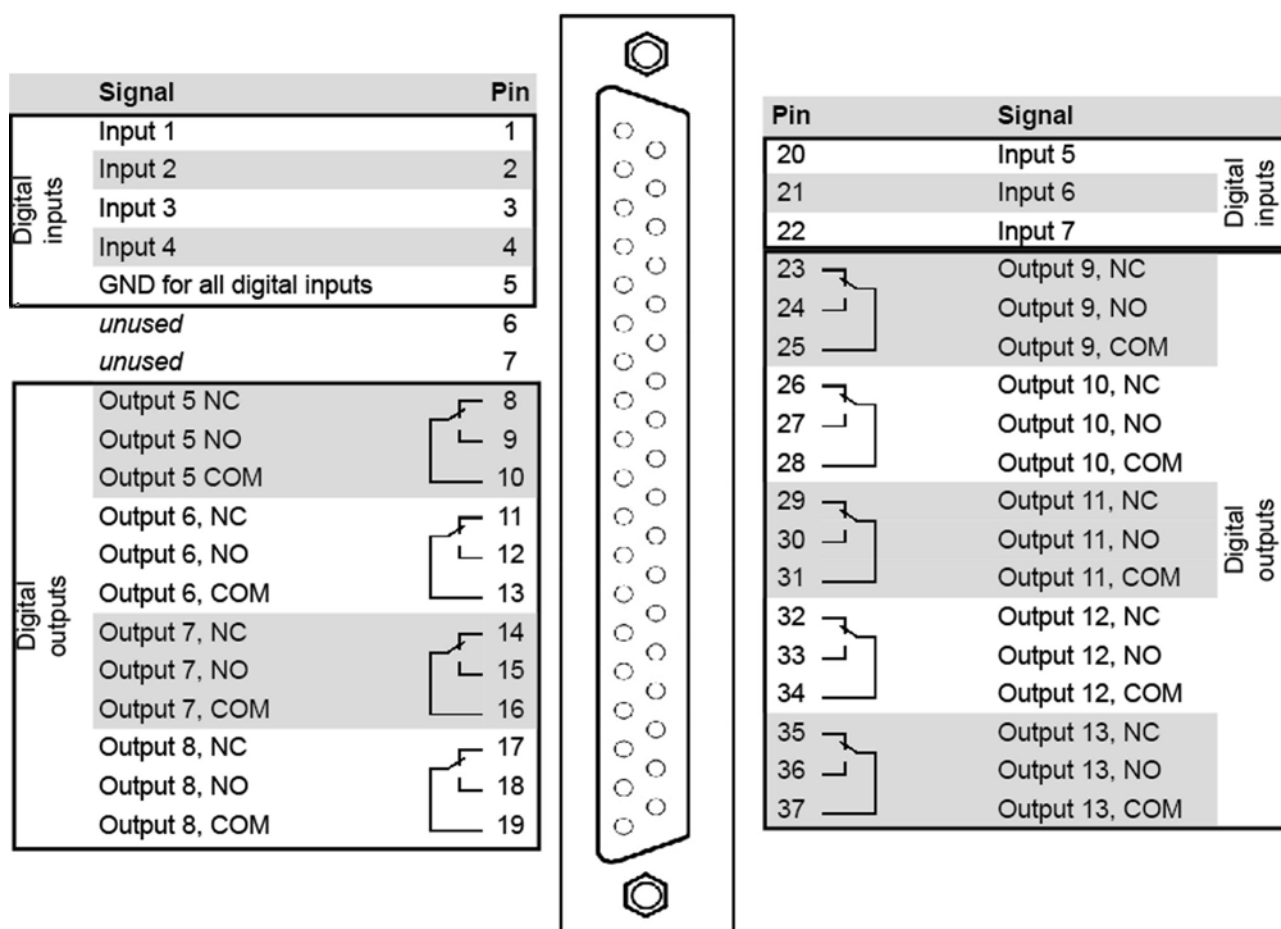 Signal Pin
Digital inputs
Input 1 1
Input 2 2
Input 3 3
Input 4 4
GND for all digital inputs 5
unused 6
unused 7
Digital outputs
Output 5 NC 8
Output 5 NO 9
Output 5 COM 10
Output 6, NC 11
Output 6, NO 12
Output 6, COM 13
Output 7, NC 14
Output 7, NO 15
Output 7, COM 16
Output 8, NC 17
Output 8, NO 18
Output 8, COM 19
Pin Signal
20 Input 5
21 Input 6
22 Input 7
Digital inputs
23 Output 9, NC
24 Output 9, NO
25 Output 9, COM
26 Output 10, NC
27 Output 10, NO
28 Output 10, COM
29 Output 11, NC
30 Output 11, NO
31 Output 11, COM
32 Output 12, NC
33 Output 12, NO
34 Output 12, COM
35 Output 13, NC
36 Output 13, NO
37 Output 13, COM
Digital outputs